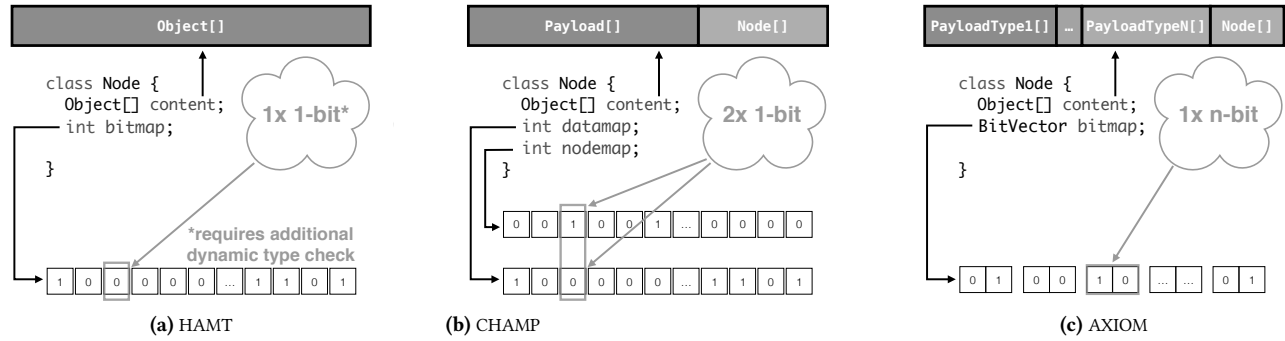 Object[]
class Node {
Object[] content;
int bitmap;
}
1x 1-bit*
*requires additional
dynamic type check
1 0 0 0 0 0 ... 1 1 0 1
(a) HAMT
Payload[] Node[]
class Node {
Object[] content;
int datamap;
int nodemap;
}
2x 1-bit
0 0 1 0 0 1 ... 0 0 0 0
1 0 0 0 0 0 ... 1 1 0 1
(b) CHAMP
PayloadType1[] … PayloadTypeN[] Node[]
class Node {
Object[] content;
BitVector bitmap;
}
1x n-bit
0 1 0 0 1 0 ... ... 0 1
(c) AXIOM